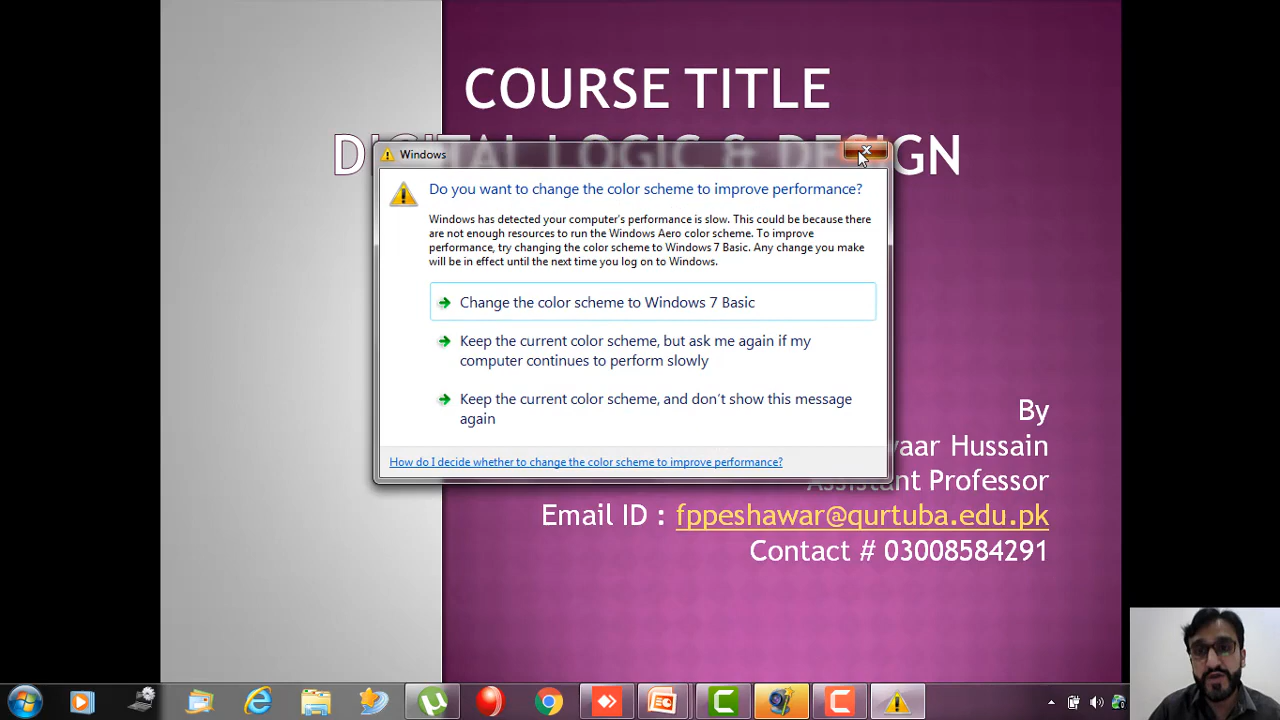 COURSE TITLE
DIGITAL LOGIC & DESIGN
Windows
Do you want to change the color scheme to improve performance?
Windows has detected your computer's performance is slow. This could be because there
are not enough resources to run the Windows Aero color scheme. To improve
performance, try changing the color scheme to Windows 7 Basic. Any change you make
will be in effect until the next time you log on to Windows.
Change the color scheme to Windows 7 Basic
Keep the current color scheme, but ask me again if my
computer continues to perform slowly
Keep the current color scheme, and don't show this message
again
How do I decide whether to change the color scheme to improve performance?
By
Hussain
Assistant Professor
Email ID : fppeshawar@qurtuba.edu.pk
Contact # 03008584291